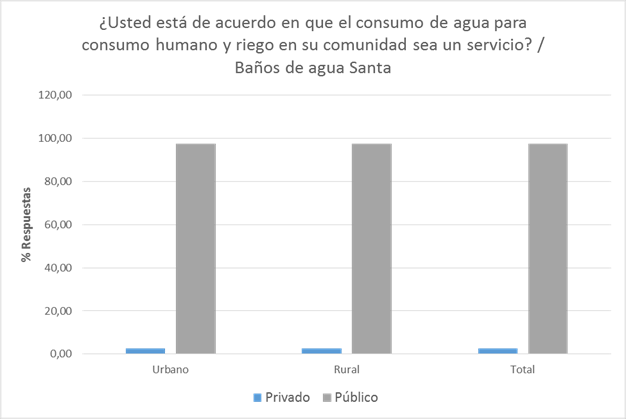 ¿Usted está de acuerdo en que el consumo de agua para
consumo humano y riego en su comunidad sea un servicio? /
Baños de agua Santa
120,00
100,00
80,00
60,00
40,00
20,00
0,00
% Respuestas
Urbano
Rural
Total
Privado
Público